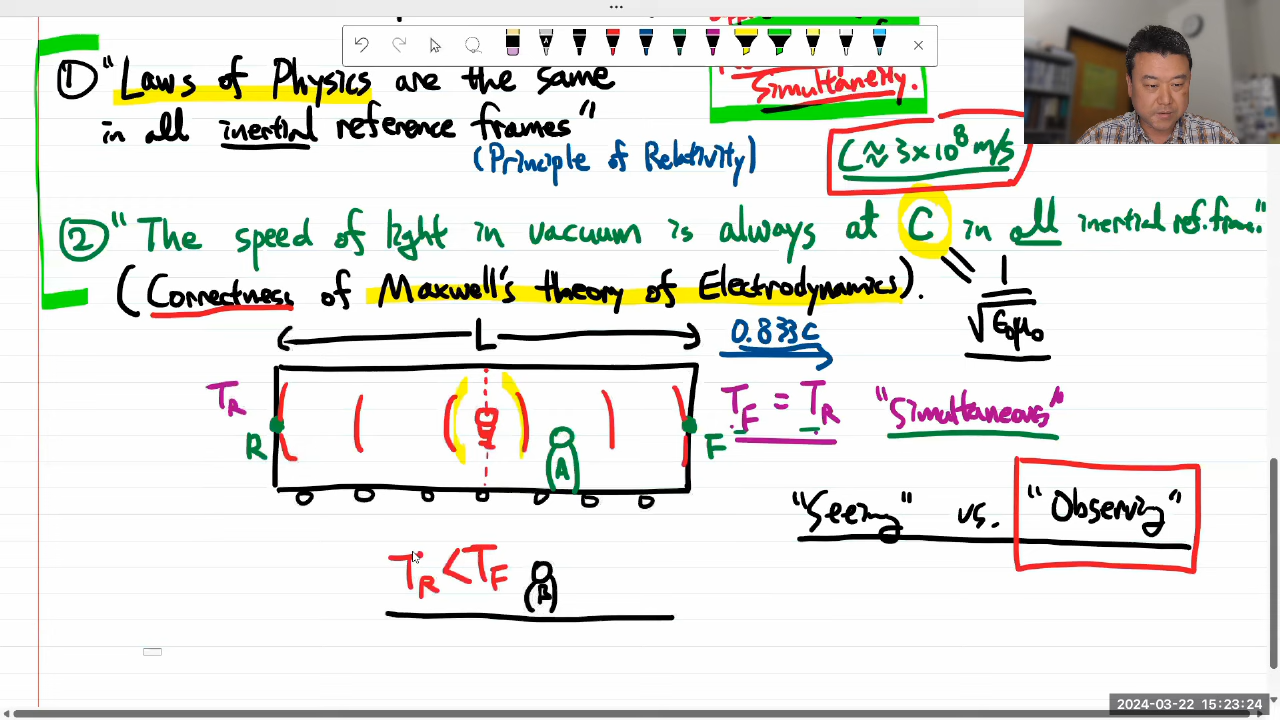 Simultaneity.
① "Laws of Physics are the same
in all inertial reference frames"
(Principle of Relativity)
C ≈ 3×10⁸ m/s
② "The speed of light in vacuum is always at C in all inertial ref. frame."
(Correctness of Maxwell's theory of Electrodynamics).
1
√ε₀μ₀
L
0.833c
T_R
T_F = T_R "Simultaneous"
R
F
A
"Seeing" vs. "Observing"
T_R < T_F
B
2024-03-22 15:23:24